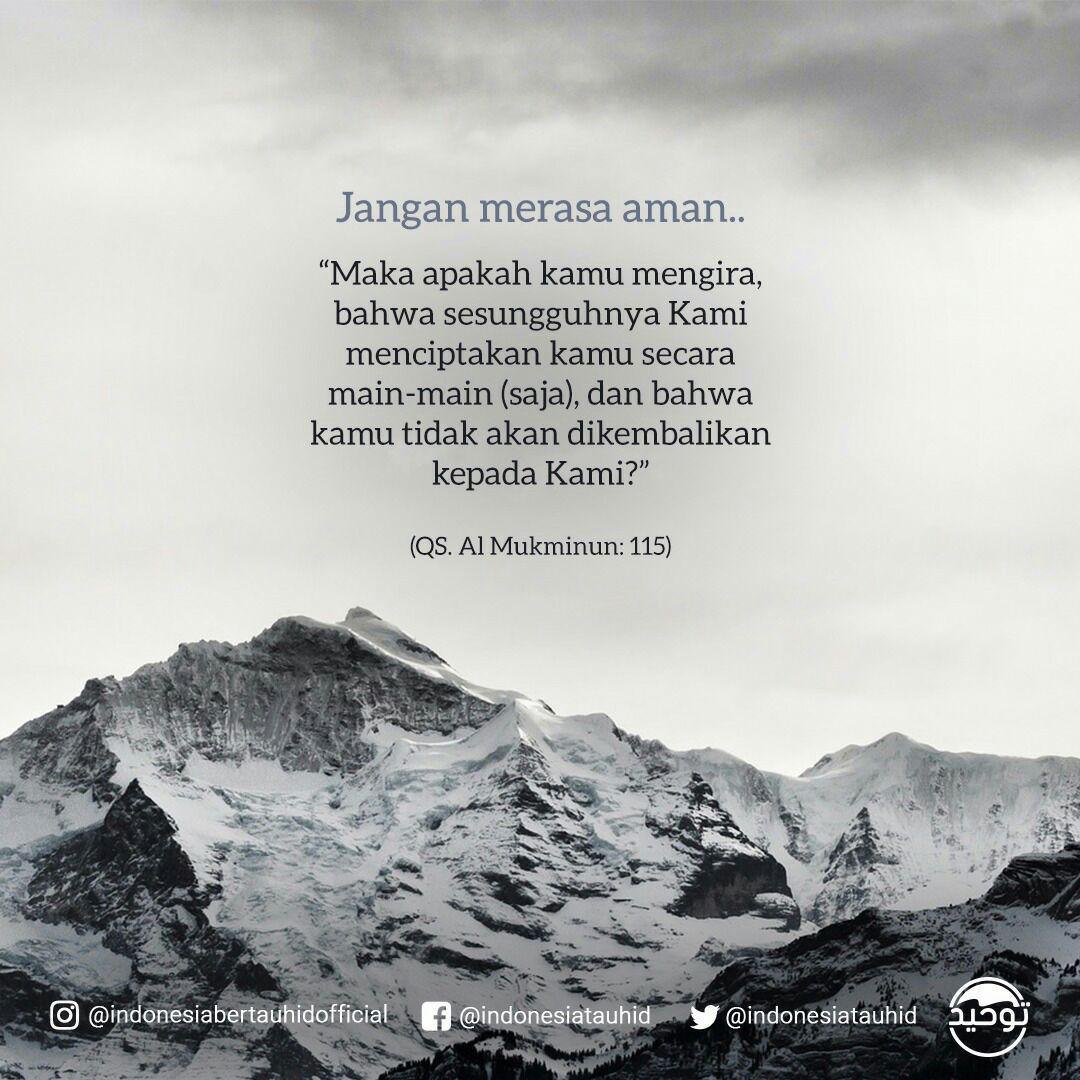 Jangan merasa aman..
“Maka apakah kamu mengira,
bahwa sesungguhnya Kami
menciptakan kamu secara
main-main (saja), dan bahwa
kamu tidak akan dikembalikan
kepada Kami?”
(QS. Al Mukminun: 115)
@indonesiabertauhidofficial @indonesiatauhid @indonesiatauhid توحيد